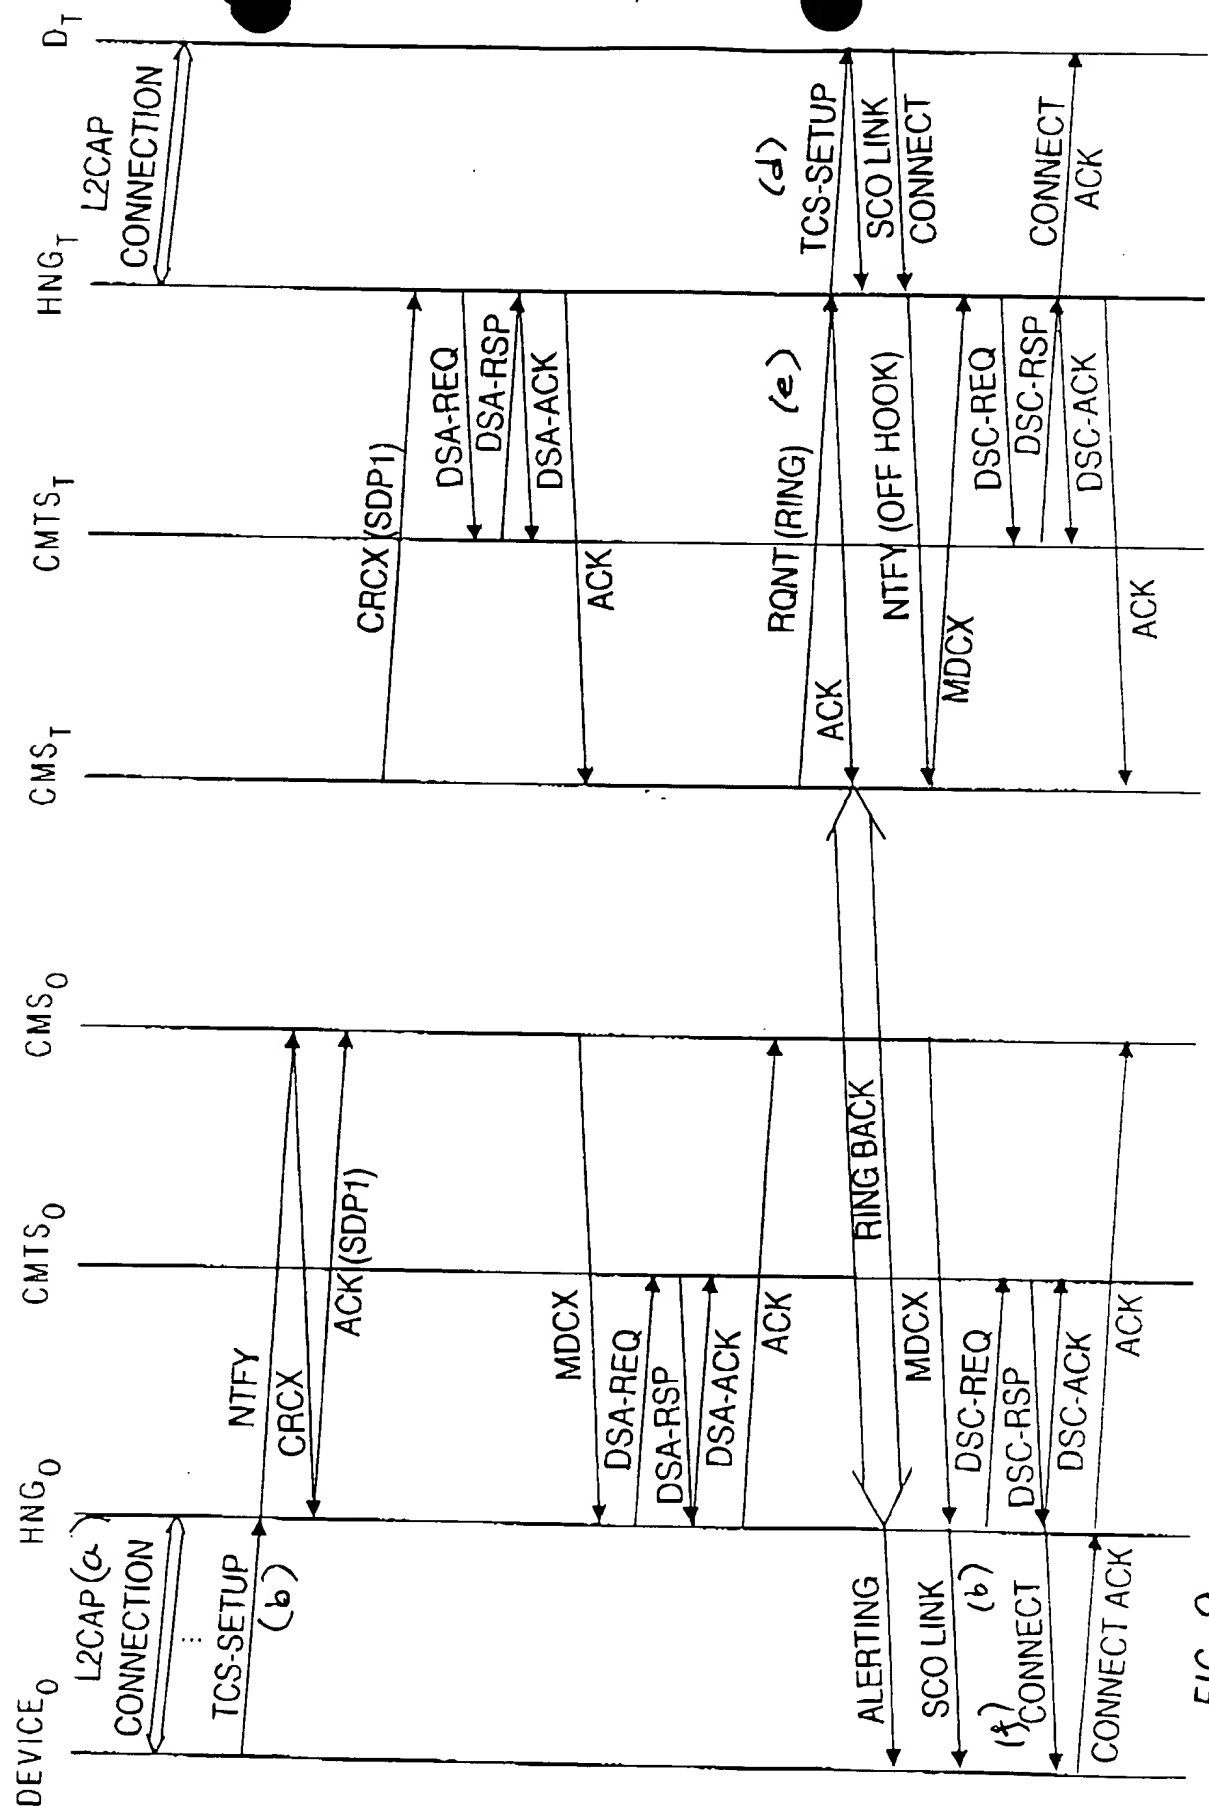 DEVICE_O
HNG_O
CMTS_O
CMS_O
CMS_T
CMTS_T
HNG_T
D_T
L2CAP (a)
CONNECTION
...
TCS-SETUP
(b)
NTFY
CRCX
ACK (SDP1)
L2CAP
CONNECTION
CRCX (SDP1)
DSA-REQ
DSA-RSP
DSA-ACK
ACK
MDCX
DSA-REQ
DSA-RSP
DSA-ACK
ACK
RQNT (RING)
(e)
ACK
(d)
TCS-SETUP
SCO LINK
CONNECT
RING BACK
ALERTING
NTFY (OFF HOOK)
MDCX
DSC-REQ
DSC-RSP
DSC-ACK
ACK
CONNECT
ACK
MDCX
SCO LINK
(b)
DSC-REQ
DSC-RSP
DSC-ACK
ACK
(f)
CONNECT
CONNECT ACK